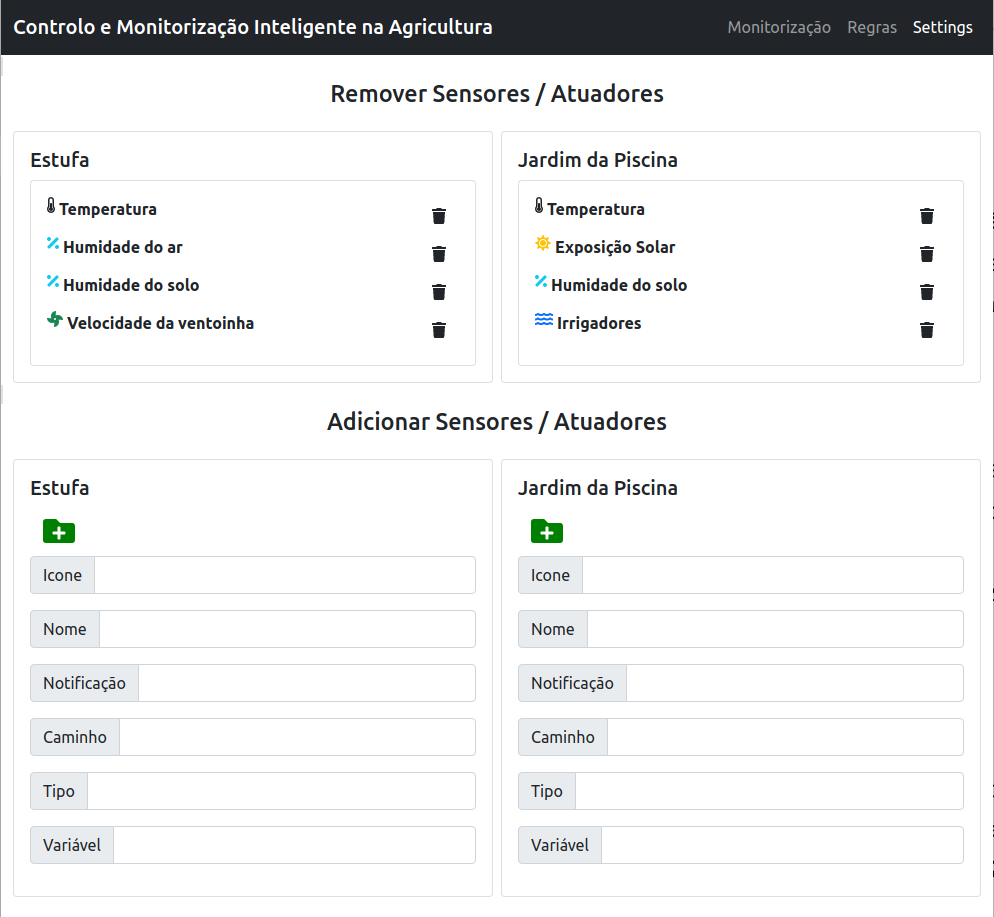 Controlo e Monitorização Inteligente na Agricultura
Monitorização Regras Settings
Remover Sensores / Atuadores
Estufa
Temperatura
Humidade do ar
Humidade do solo
Velocidade da ventoinha
Jardim da Piscina
Temperatura
Exposição Solar
Humidade do solo
Irrigadores
Adicionar Sensores / Atuadores
Estufa
Icone
Nome
Notificação
Caminho
Tipo
Variável
Jardim da Piscina
Icone
Nome
Notificação
Caminho
Tipo
Variável